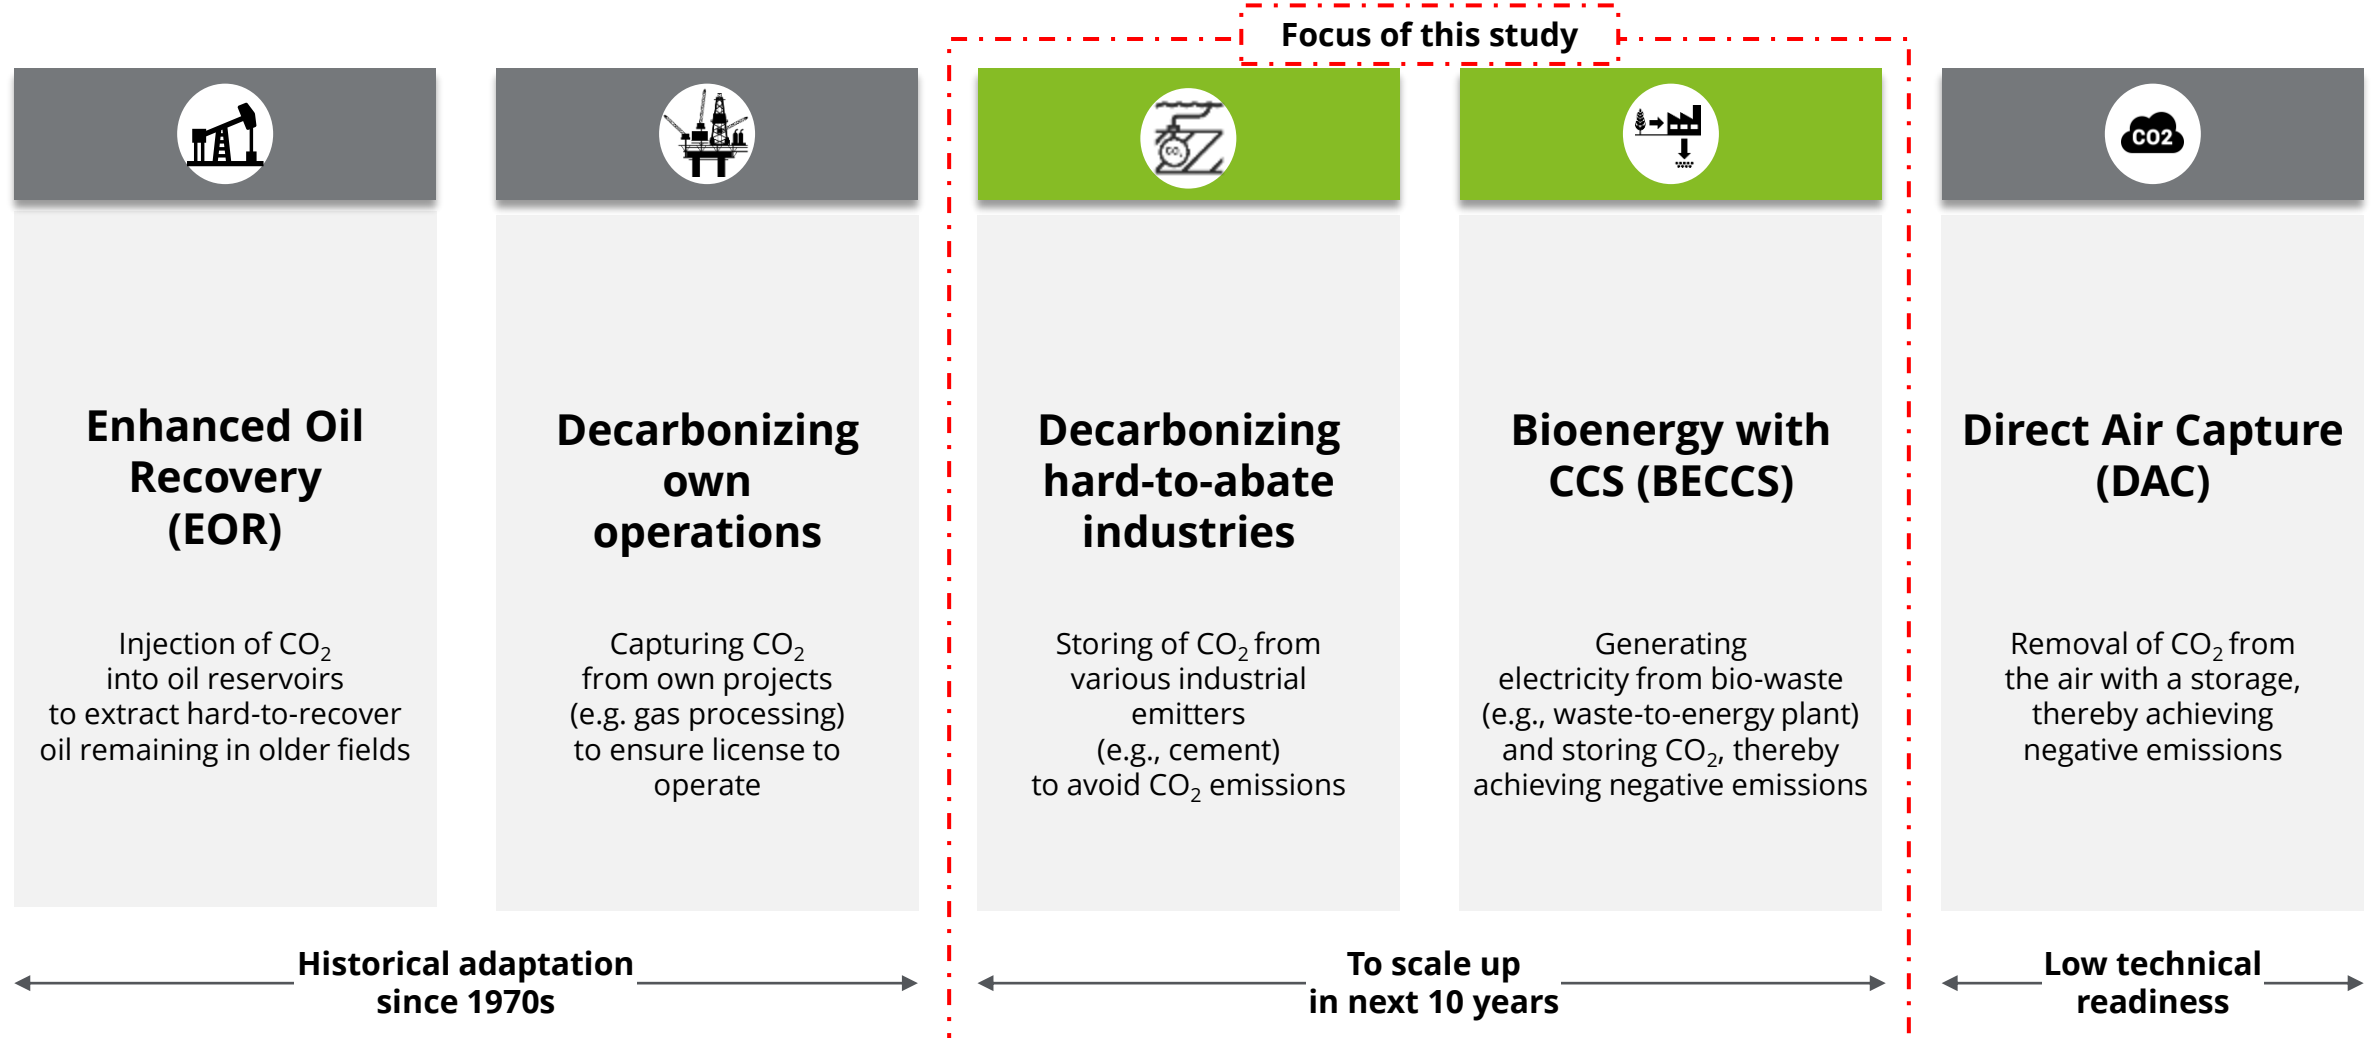 Focus of this study
CO₂
CO2
Enhanced Oil
Recovery
(EOR)
Injection of CO₂
into oil reservoirs
to extract hard-to-recover
oil remaining in older fields
Decarbonizing
own
operations
Capturing CO₂
from own projects
(e.g. gas processing)
to ensure license to
operate
Decarbonizing
hard-to-abate
industries
Storing of CO₂ from
various industrial
emitters
(e.g., cement)
to avoid CO₂ emissions
Bioenergy with
CCS (BECCS)
Generating
electricity from bio-waste
(e.g., waste-to-energy plant)
and storing CO₂, thereby
achieving negative emissions
Direct Air Capture
(DAC)
Removal of CO₂ from
the air with a storage,
thereby achieving
negative emissions
Historical adaptation
since 1970s
To scale up
in next 10 years
Low technical
readiness